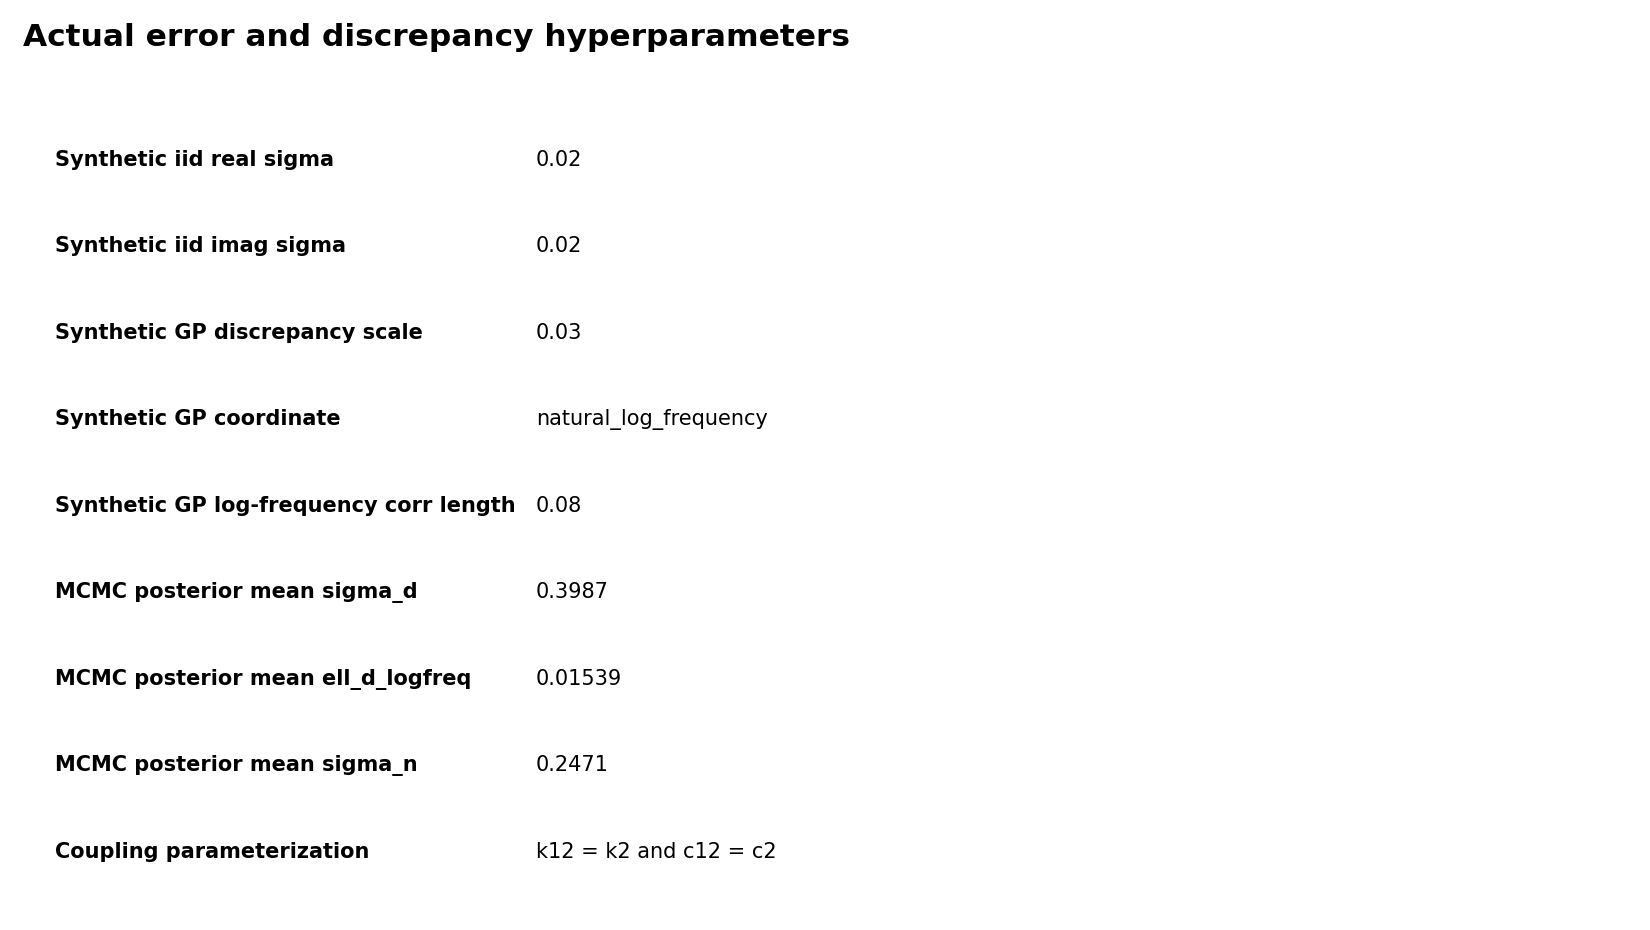 Actual error and discrepancy hyperparameters
Synthetic iid real sigma 0.02
Synthetic iid imag sigma 0.02
Synthetic GP discrepancy scale 0.03
Synthetic GP coordinate natural_log_frequency
Synthetic GP log-frequency corr length 0.08
MCMC posterior mean sigma_d 0.3987
MCMC posterior mean ell_d_logfreq 0.01539
MCMC posterior mean sigma_n 0.2471
Coupling parameterization k12 = k2 and c12 = c2